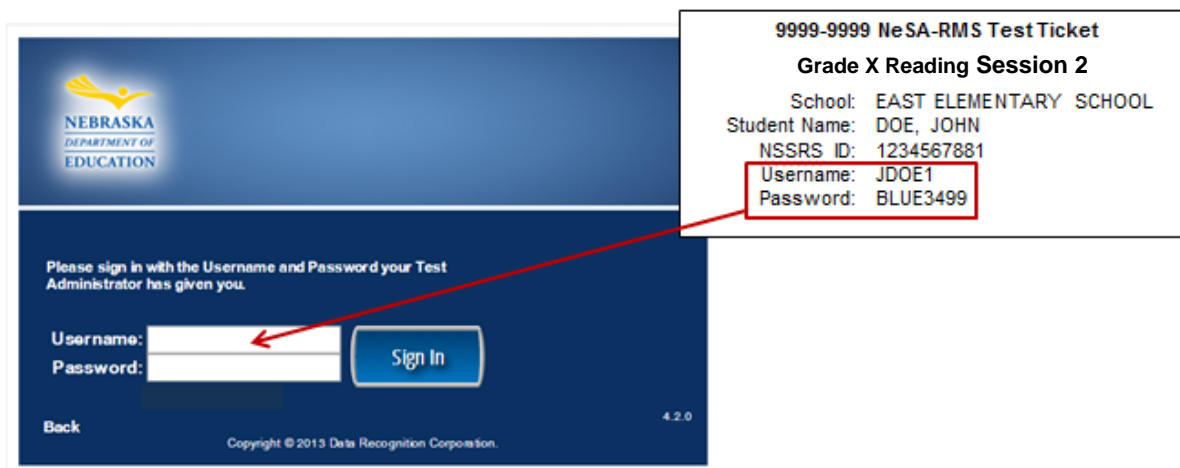 NEBRASKA
DEPARTMENT OF
EDUCATION
9999-9999 NeSA-RMS Test Ticket
Grade X Reading Session 2
School: EAST ELEMENTARY SCHOOL
Student Name: DOE, JOHN
NSSRS ID: 1234567881
Username: JDOE1
Password: BLUE3499
Please sign in with the Username and Password your Test
Administrator has given you.
Username:
Password:
Sign In
Back
4.2.0
Copyright © 2013 Data Recognition Corporation.